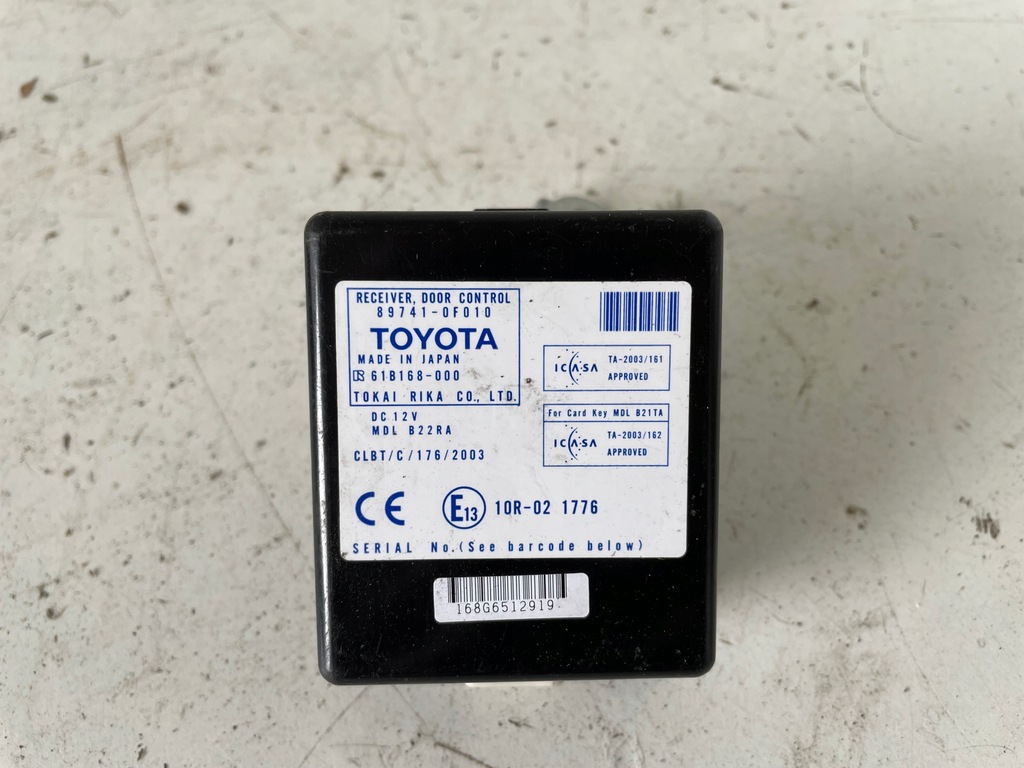 RECEIVER, DOOR CONTROL
89741-0F010
TOYOTA
MADE IN JAPAN
61B168-000
TOKAI RIKA CO., LTD.
DC 12V
MDL B22RA
CLBT/C/176/2003
ICASA TA-2003/161
APPROVED
For Card Key MDL B21TA
ICASA TA-2003/162
APPROVED
CE E13 10R-02 1776
SERIAL No.(See barcode below)
168G6512919